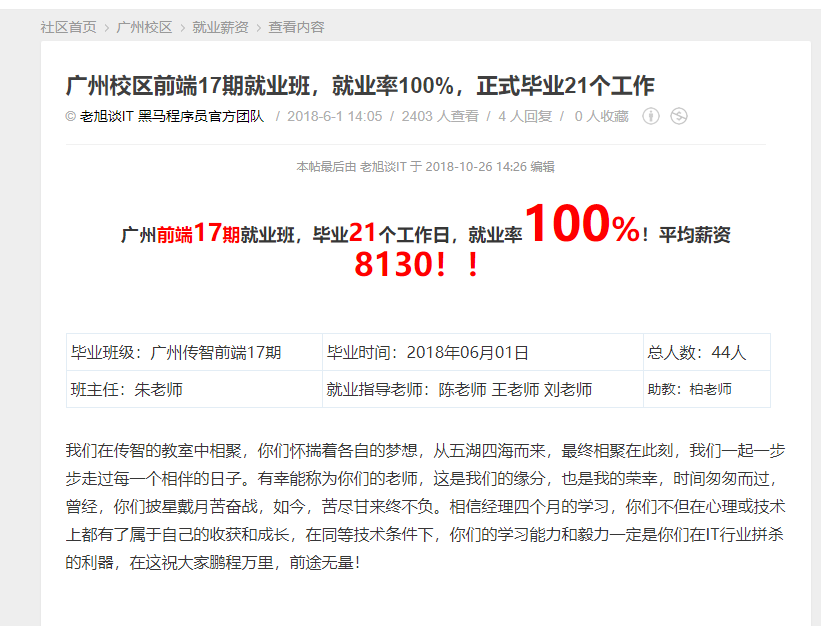 社区首页 > 广州校区 > 就业薪资 > 查看内容
广州校区前端17期就业班，就业率100%，正式毕业21个工作
© 老旭谈IT 黑马程序员官方团队 / 2018-6-1 14:05 / 2403 人查看 / 4 人回复 / 0 人收藏
本帖最后由 老旭谈IT 于 2018-10-26 14:26 编辑
广州前端17期就业班，毕业21个工作日，就业率100%！平均薪资
8130！！
毕业班级：广州传智前端17期 毕业时间：2018年06月01日 总人数：44人
班主任：朱老师 就业指导老师：陈老师 王老师 刘老师 助教：柏老师
我们在传智的教室中相聚，你们怀揣着各自的梦想，从五湖四海而来，最终相聚在此刻，我们一起一步
步走过每一个相伴的日子。有幸能称为你们的老师，这是我们的缘分，也是我的荣幸，时间匆匆而过，
曾经，你们披星戴月苦奋战，如今，苦尽甘来终不负。相信经理四个月的学习，你们不但在心理或技术
上都有了属于自己的收获和成长，在同等技术条件下，你们的学习能力和毅力一定是你们在IT行业拼杀
的利器，在这祝大家鹏程万里，前途无量！